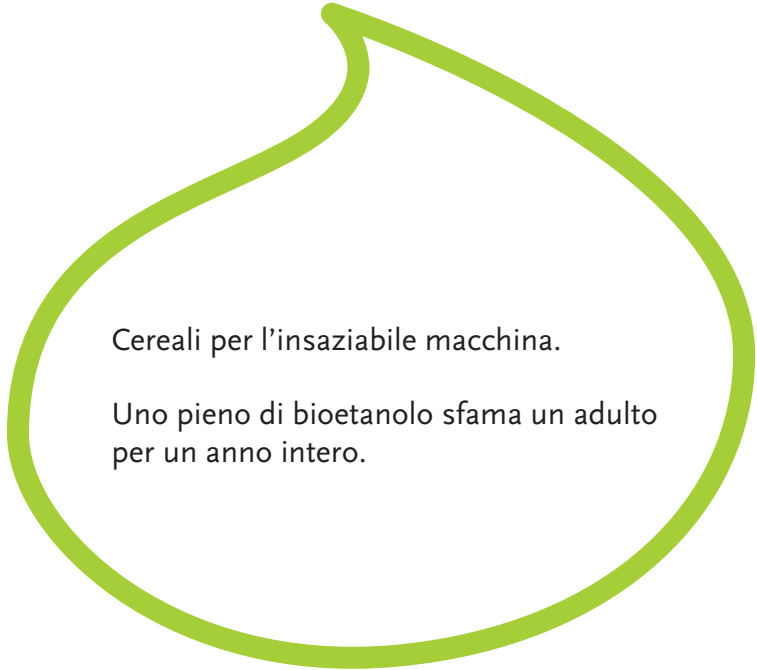 Cereali per l’insaziabile macchina.
Uno pieno di bioetanolo sfama un adulto
per un anno intero.